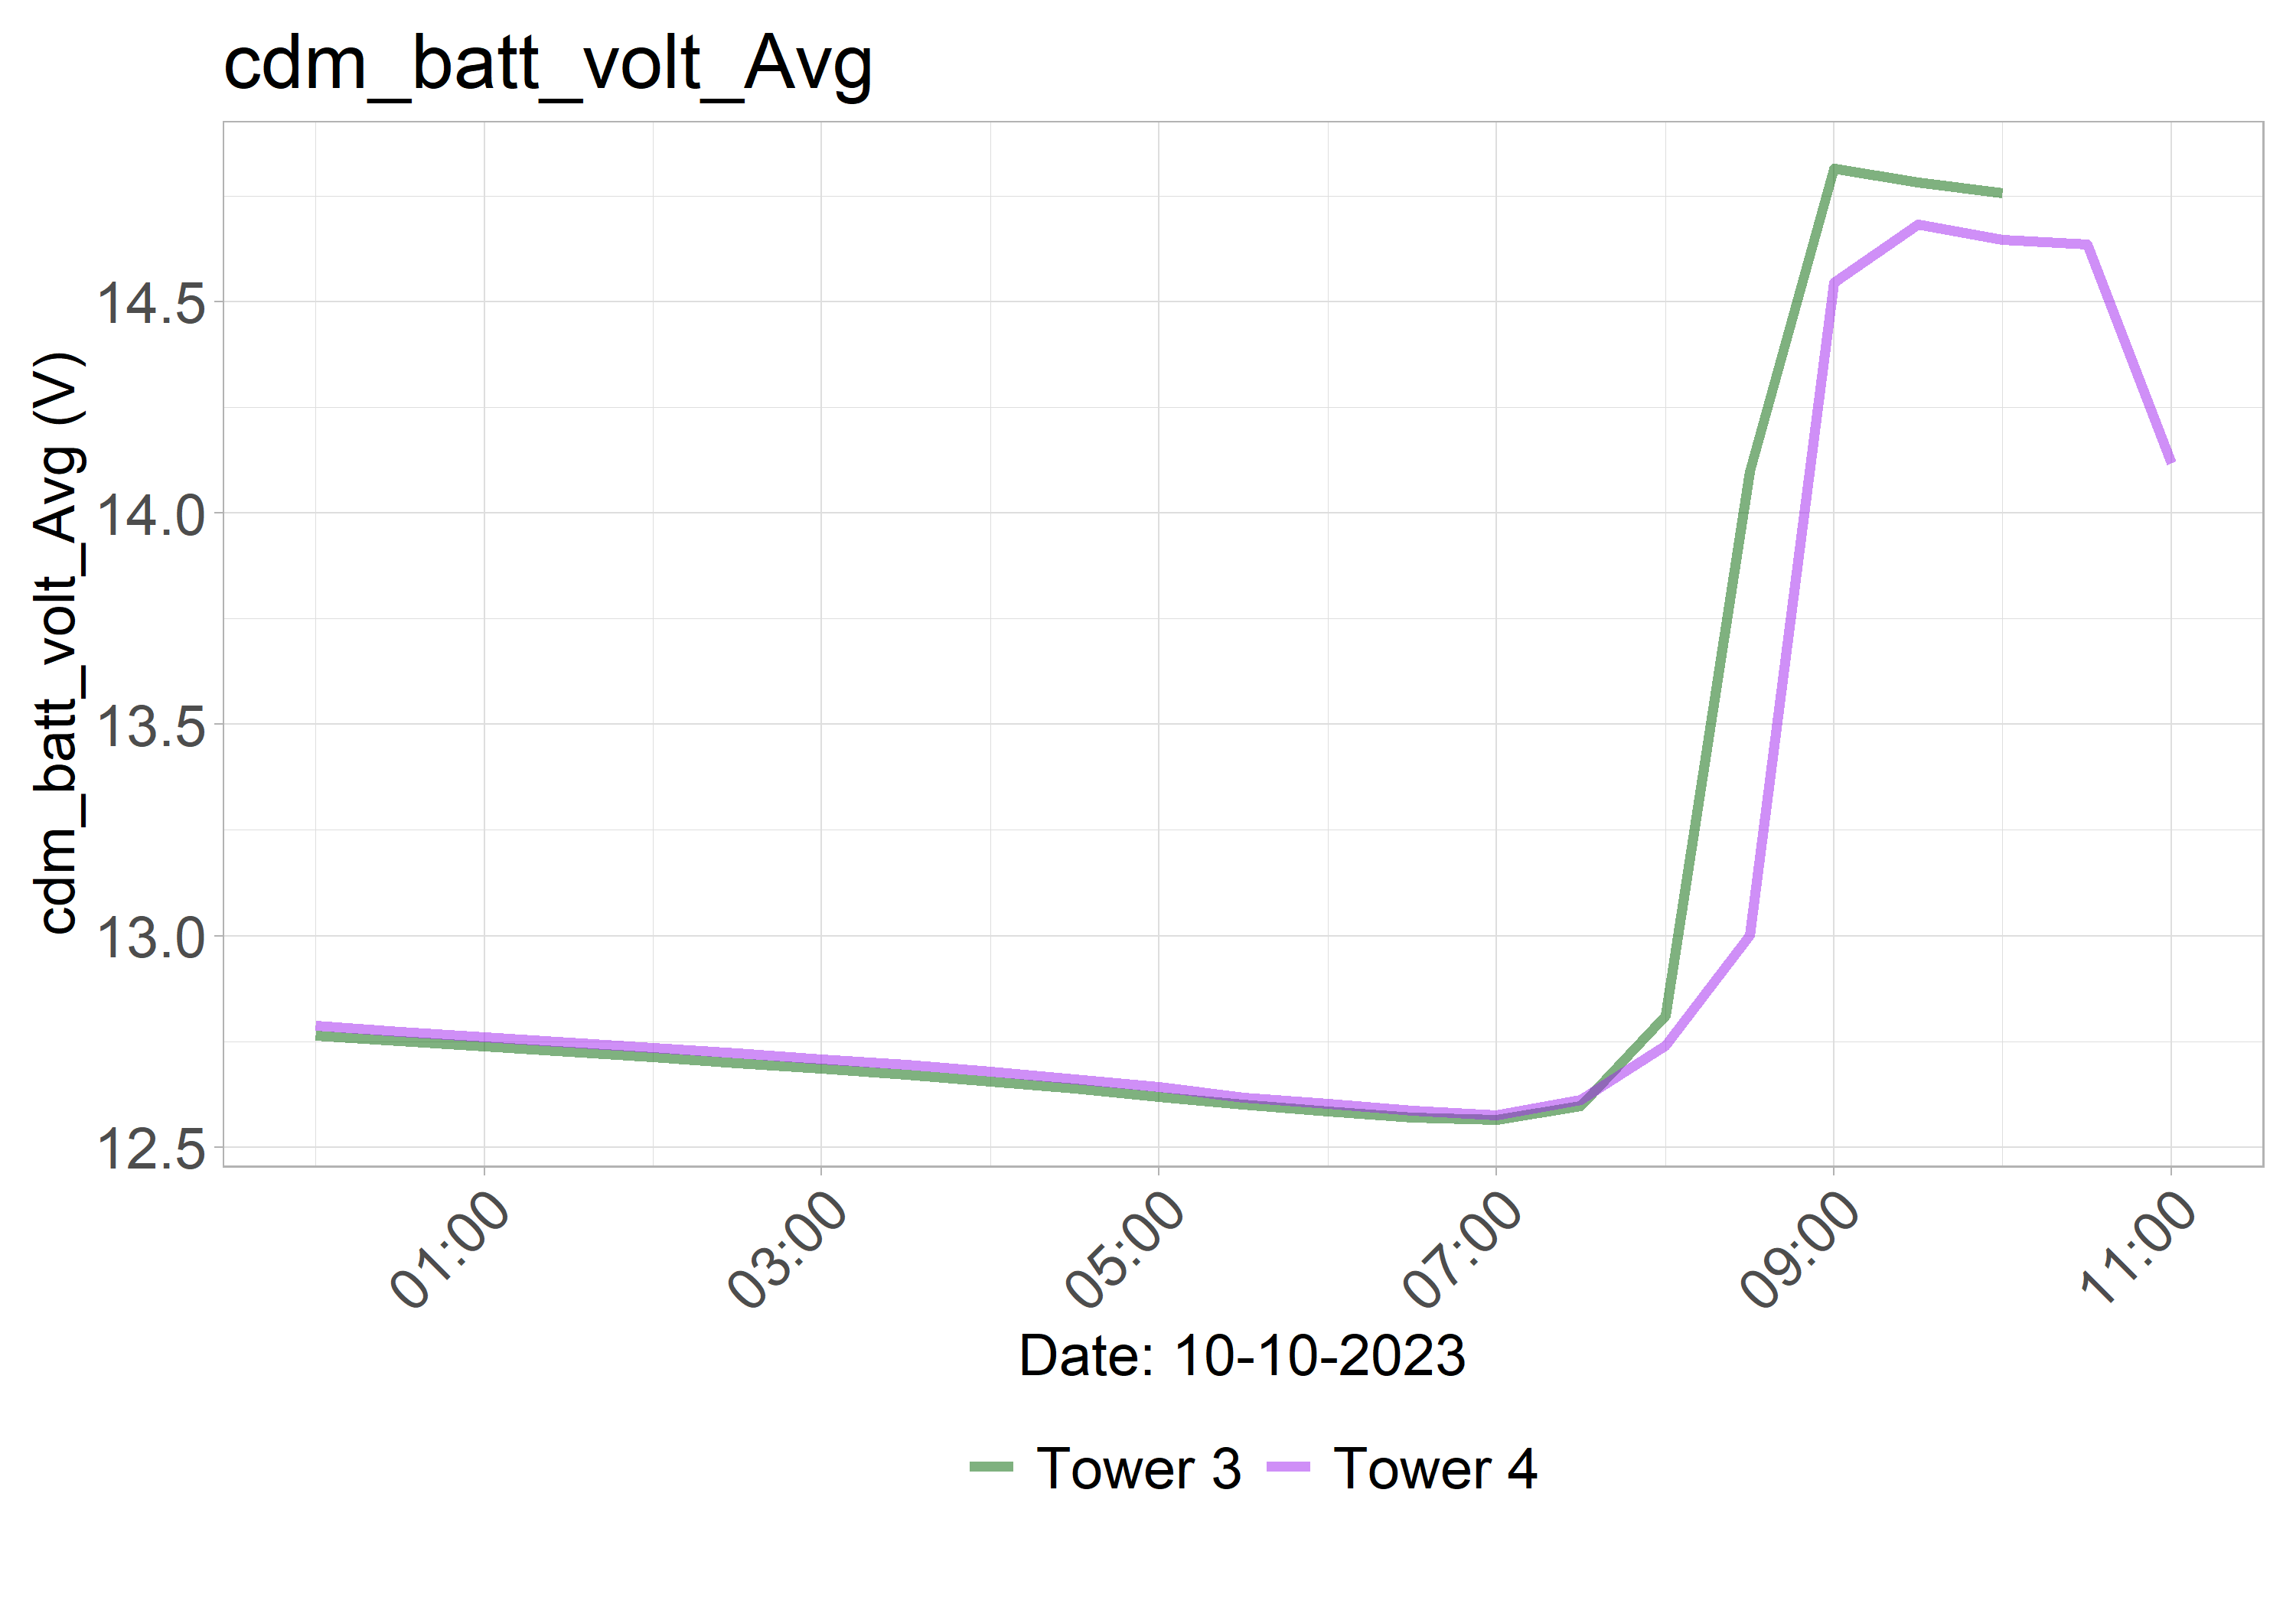 cdm_batt_volt_Avg
cdm_batt_volt_Avg (V)
14.5
14.0
13.5
13.0
12.5
01:00 03:00 05:00 07:00 09:00 11:00
Date: 10-10-2023
Tower 3 Tower 4